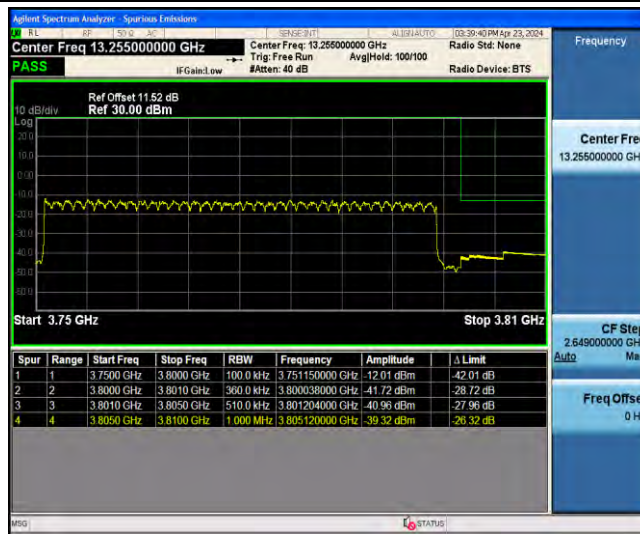 Agilent Spectrum Analyzer - Spurious Emissions
RL RF 50 Ω AC SENSE:INT ALIGN AUTO 03:39:40 PM Apr 23, 2024
Center Freq 13.255000000 GHz
Center Freq: 13.255000000 GHz
Radio Std: None
PASS
Trig: Free Run Avg|Hold: 100/100
IFGain:Low #Atten: 40 dB Radio Device: BTS
Ref Offset 11.52 dB
10 dB/div Ref 30.00 dBm
Log
20.0
10.0
0.00
-10.0
-20.0
-30.0
-40.0
-50.0
-60.0
Start 3.75 GHz Stop 3.81 GHz
Spur Range Start Freq Stop Freq RBW Frequency Amplitude Δ Limit
1 1 3.7500 GHz 3.8000 GHz 100.0 kHz 3.751150000 GHz -12.01 dBm -42.01 dB
2 2 3.8000 GHz 3.8010 GHz 360.0 kHz 3.800038000 GHz -41.72 dBm -28.72 dB
3 3 3.8010 GHz 3.8050 GHz 510.0 kHz 3.801204000 GHz -40.96 dBm -27.96 dB
4 4 3.8050 GHz 3.8100 GHz 1.000 MHz 3.805120000 GHz -39.32 dBm -26.32 dB
Frequency
Center Fre
13.255000000 GH
CF Step
2.649000000 GH
Auto Ma
Freq Offse
0 H
MSG STATUS